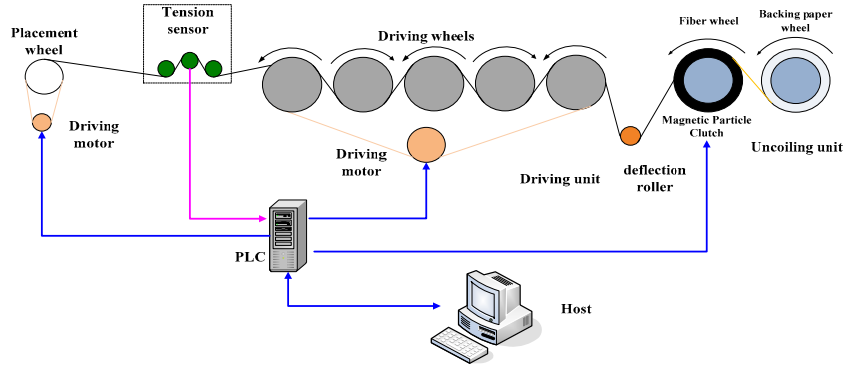 Placement
wheel
Tension
sensor
Driving wheels
Fiber wheel
Backing paper
wheel
Driving
motor
Driving
motor
Magnetic Particle
Clutch
Uncoiling unit
Driving unit
deflection
roller
PLC
Host